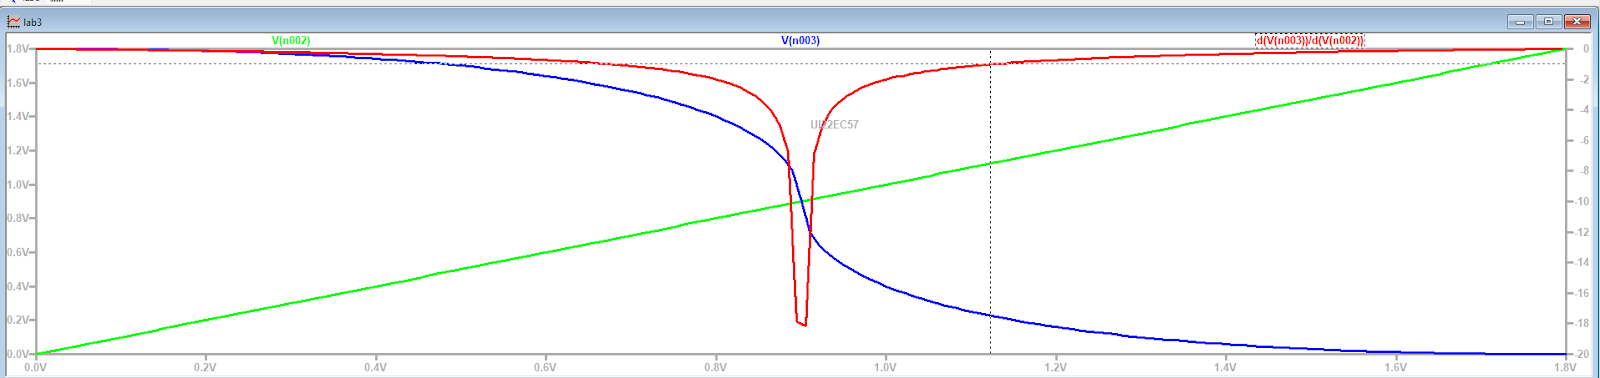 lab3
V(n002) V(n003) d(V(n003))/d(V(n002))
1.8V 0
1.6V -2
1.4V -4
UI22EC57
1.2V -6
1.0V -8
0.8V -10
0.6V -12
0.4V -14
0.2V -16
-18
0.0V -20
0.0V 0.2V 0.4V 0.6V 0.8V 1.0V 1.2V 1.4V 1.6V 1.8V